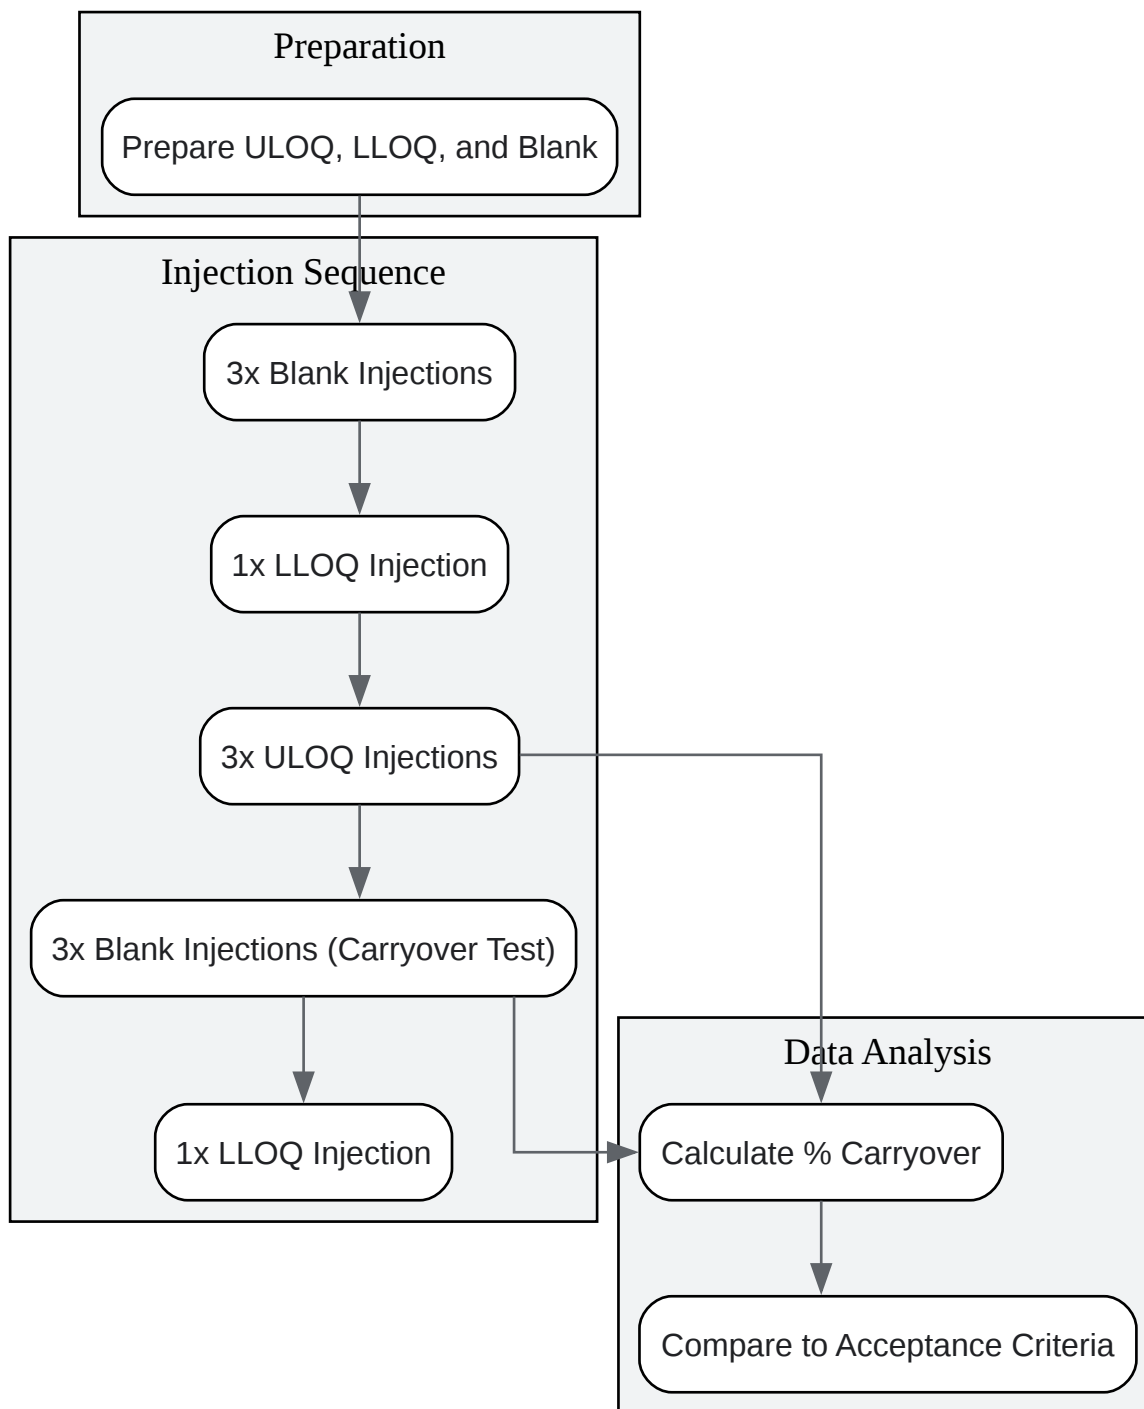 Preparation
Prepare ULOQ, LLOQ, and Blank
Injection Sequence
3x Blank Injections
1x LLOQ Injection
3x ULOQ Injections
3x Blank Injections (Carryover Test)
1x LLOQ Injection
Data Analysis
Calculate % Carryover
Compare to Acceptance Criteria